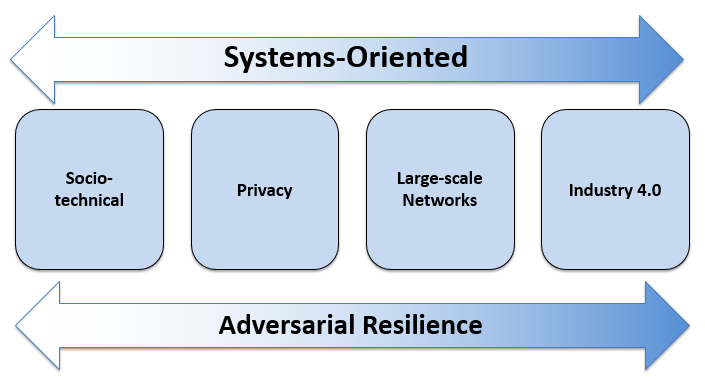 Systems-Oriented
Socio-
technical
Privacy
Large-scale
Networks
Industry 4.0
Adversarial Resilience